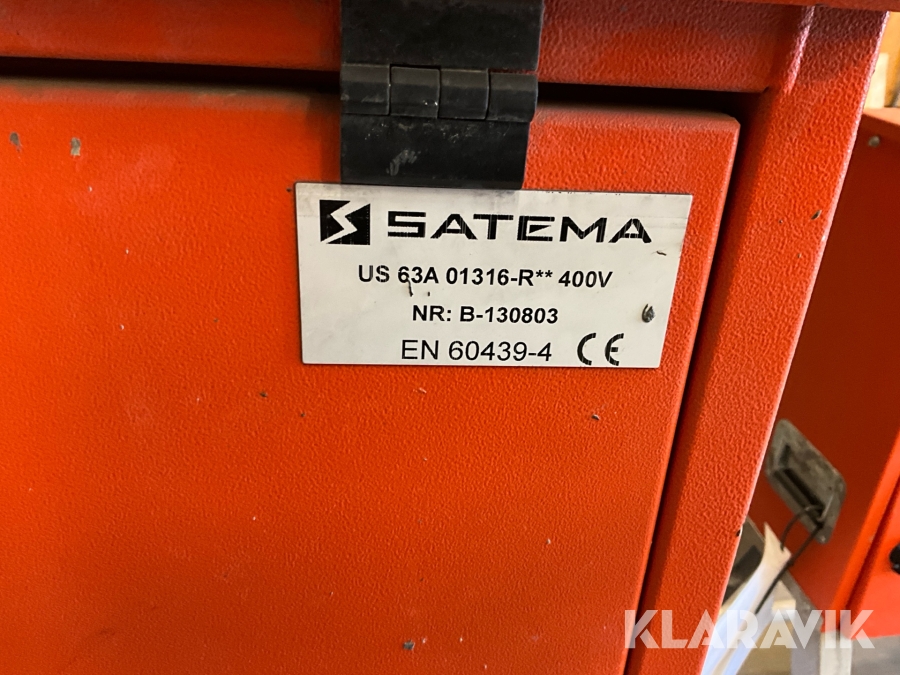 SATEMA
US 63A 01316-R** 400V
NR: B-130803
EN 60439-4 CE
KLARAVIK